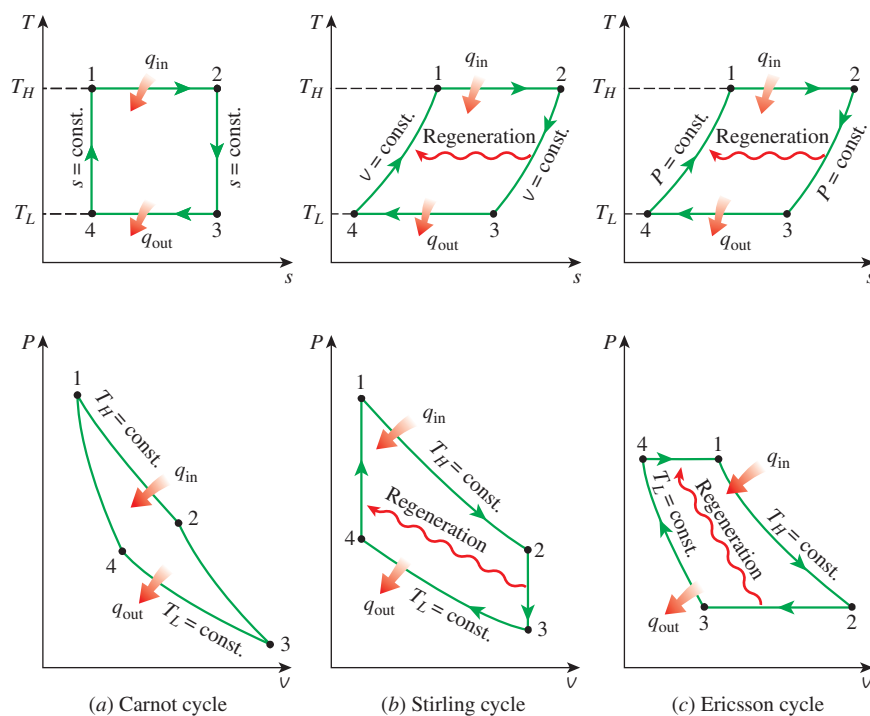 T
T_H
T_L
1
2
3
4
q_in
q_out
s = const.
s = const.
s
T
T_H
T_L
1
2
3
4
q_in
q_out
Regeneration
v = const.
v = const.
s
T
T_H
T_L
1
2
3
4
q_in
q_out
Regeneration
P = const.
P = const.
s
P
1
2
3
4
T_H = const.
q_in
q_out
T_L = const.
v
(a) Carnot cycle
P
1
2
3
4
q_in
T_H = const.
Regeneration
q_out
T_L = const.
v
(b) Stirling cycle
P
4
1
q_in
T_H = const.
Regeneration
T_L = const.
q_out
3
2
v
(c) Ericsson cycle